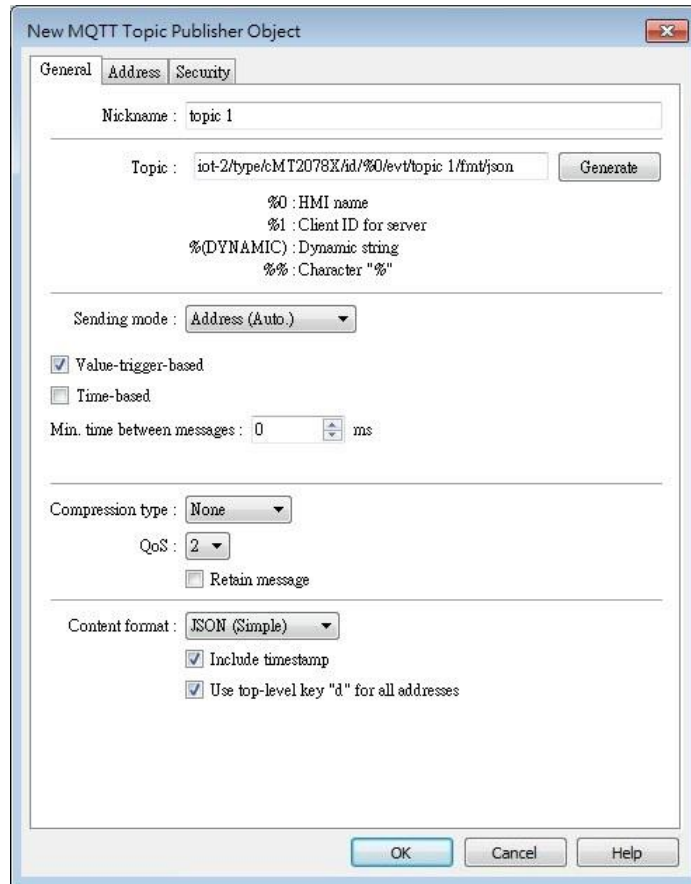 New MQTT Topic Publisher Object
General Address Security
Nickname : topic 1
Topic : iot-2/type/cMT2078X/id/%0/evt/topic 1/fmt/json Generate
%0 : HMI name
%1 : Client ID for server
%(DYNAMIC) : Dynamic string
%% : Character "%"
Sending mode : Address (Auto.)
Value-trigger-based
Time-based
Min. time between messages : 0 ms
Compression type : None
QoS : 2
Retain message
Content format : JSON (Simple)
Include timestamp
Use top-level key "d" for all addresses
OK Cancel Help